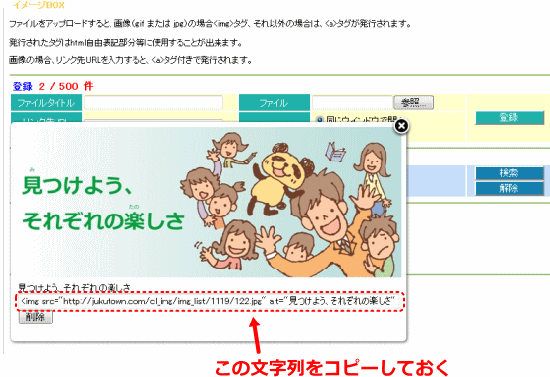 イメージBOX
ファイルをアップロードすると、画像(gif または jpg)の場合<img>タグ、それ以外の場合は、<a>タグが発行されます。
発行されたタグはhtml自由表記部分等に使用することが出来ます。
画像の場合、リンク先URLを入力すると、<a>タグ付きで発行されます。
登録 2 / 500 件
ファイルタイトル
ファイル
参照...
登録
同じウインドウで開
検索
解除
見つけよう、
それぞれの楽しさ
見つけよう、それぞれの楽しさ
<img src="http://jukutown.com/cl_img/img_list/1119/122.jpg" alt="見つけよう、それぞれの楽しさ"
削除
この文字列をコピーしておく